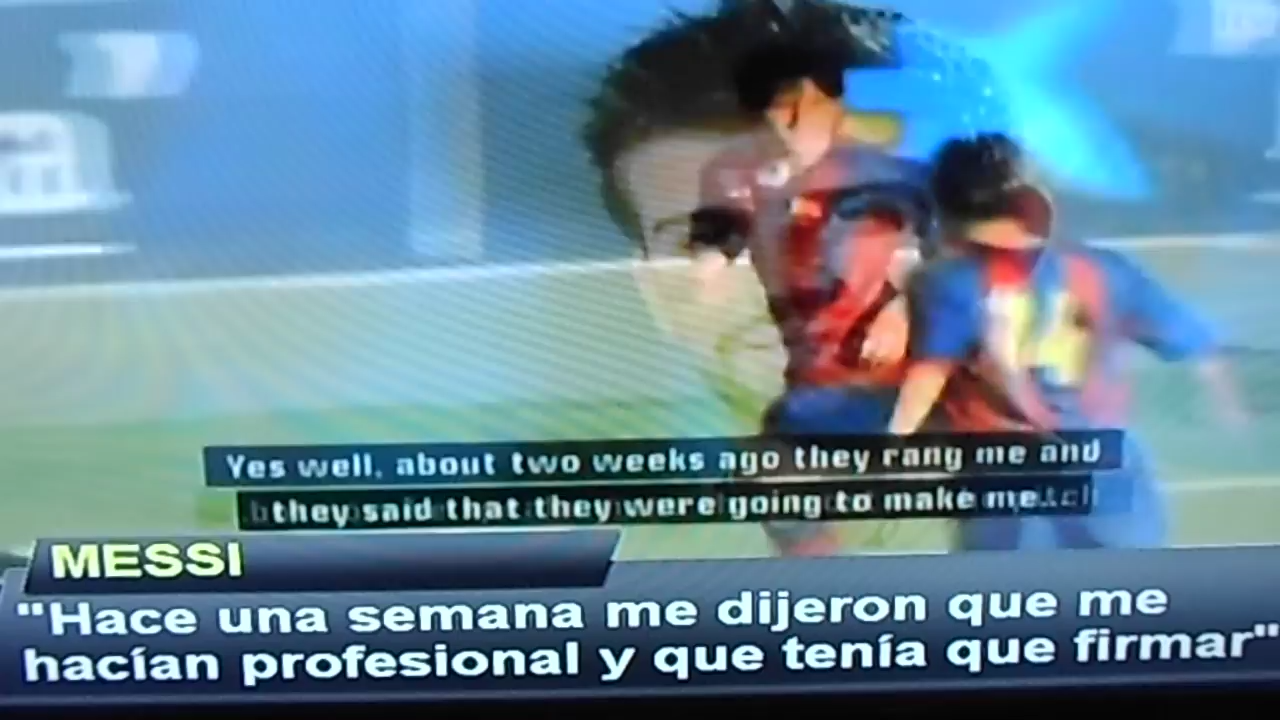 Yes well, about two weeks ago they rang me and
they said that they were going to make me...
MESSI
"Hace una semana me dijeron que me
hacían profesional y que tenía que firmar"